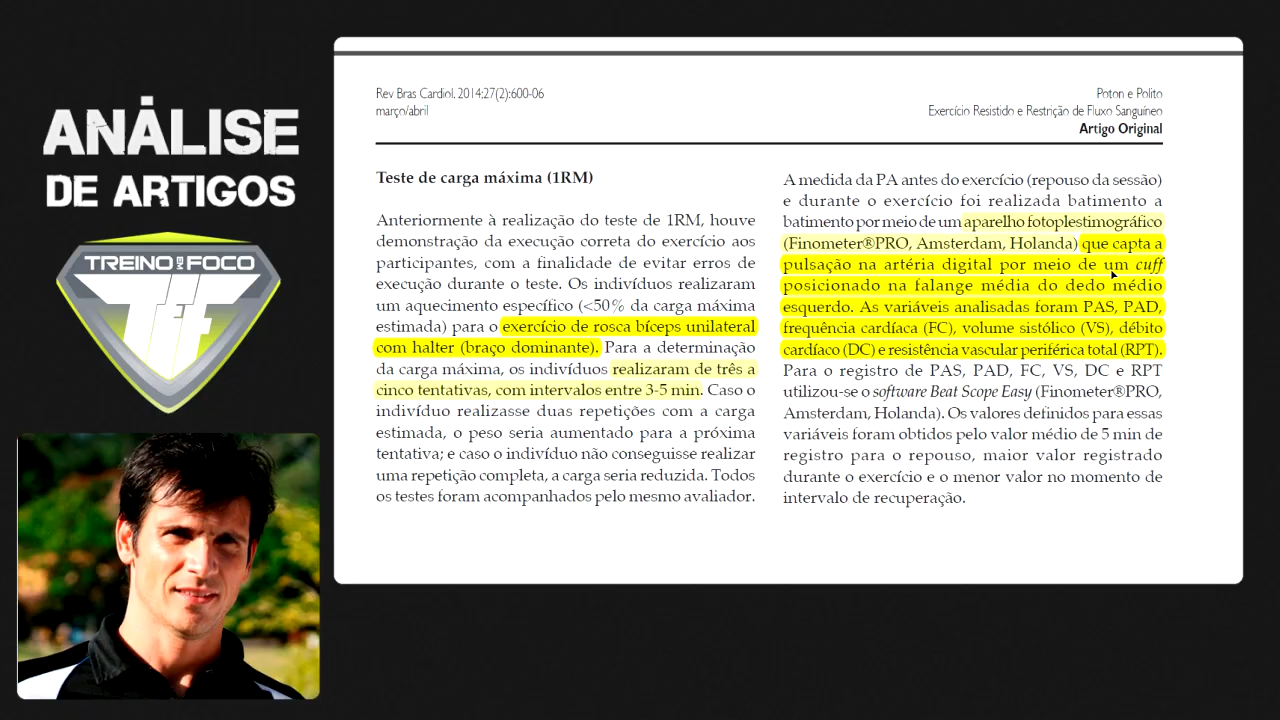 ANÁLISE
DE ARTIGOS
TREINO EM FOCO
TEF
Rev Bras Cardiol. 2014;27(2):600-06
março/abril
Poton e Polito
Exercício Resistido e Restrição de Fluxo Sanguíneo
Artigo Original
Teste de carga máxima (1RM)
Anteriormente à realização do teste de 1RM, houve
demonstração da execução correta do exercício aos
participantes, com a finalidade de evitar erros de
execução durante o teste. Os indivíduos realizaram
um aquecimento específico (<50% da carga máxima
estimada) para o exercício de rosca bíceps unilateral
com halter (braço dominante). Para a determinação
da carga máxima, os indivíduos realizaram de três a
cinco tentativas, com intervalos entre 3-5 min. Caso o
indivíduo realizasse duas repetições com a carga
estimada, o peso seria aumentado para a próxima
tentativa; e caso o indivíduo não conseguisse realizar
uma repetição completa, a carga seria reduzida. Todos
os testes foram acompanhados pelo mesmo avaliador.
A medida da PA antes do exercício (repouso da sessão)
e durante o exercício foi realizada batimento a
batimento por meio de um aparelho fotoplestimográfico
(Finometer®PRO, Amsterdam, Holanda) que capta a
pulsação na artéria digital por meio de um cuff
posicionado na falange média do dedo médio
esquerdo. As variáveis analisadas foram PAS, PAD,
frequência cardíaca (FC), volume sistólico (VS), débito
cardíaco (DC) e resistência vascular periférica total (RPT).
Para o registro de PAS, PAD, FC, VS, DC e RPT
utilizou-se o software Beat Scope Easy (Finometer®PRO,
Amsterdam, Holanda). Os valores definidos para essas
variáveis foram obtidos pelo valor médio de 5 min de
registro para o repouso, maior valor registrado
durante o exercício e o menor valor no momento de
intervalo de recuperação.